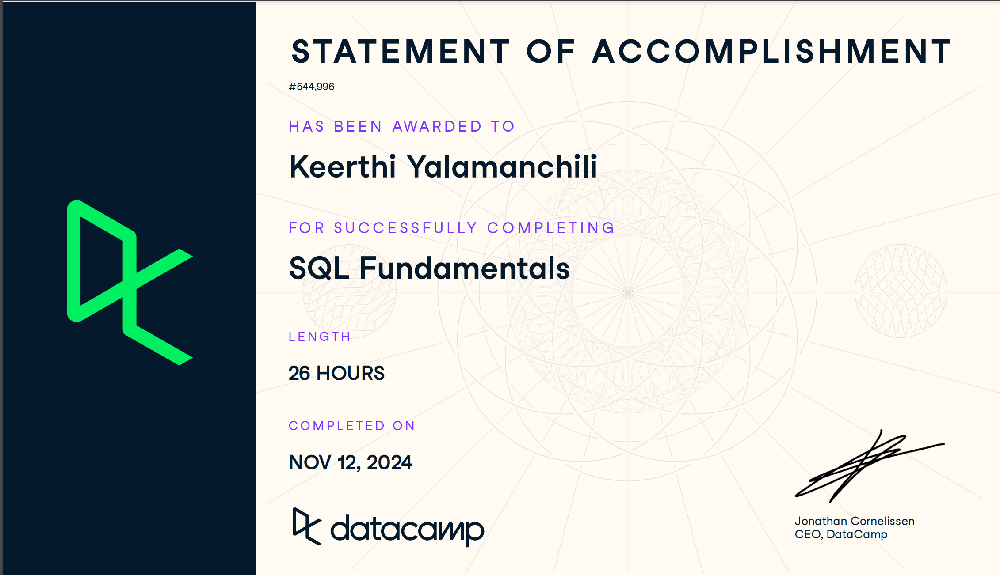 STATEMENT OF ACCOMPLISHMENT
#544,996
HAS BEEN AWARDED TO
Keerthi Yalamanchili
FOR SUCCESSFULLY COMPLETING
SQL Fundamentals
LENGTH
26 HOURS
COMPLETED ON
NOV 12, 2024
datacamp
Jonathan Cornelissen
CEO, DataCamp